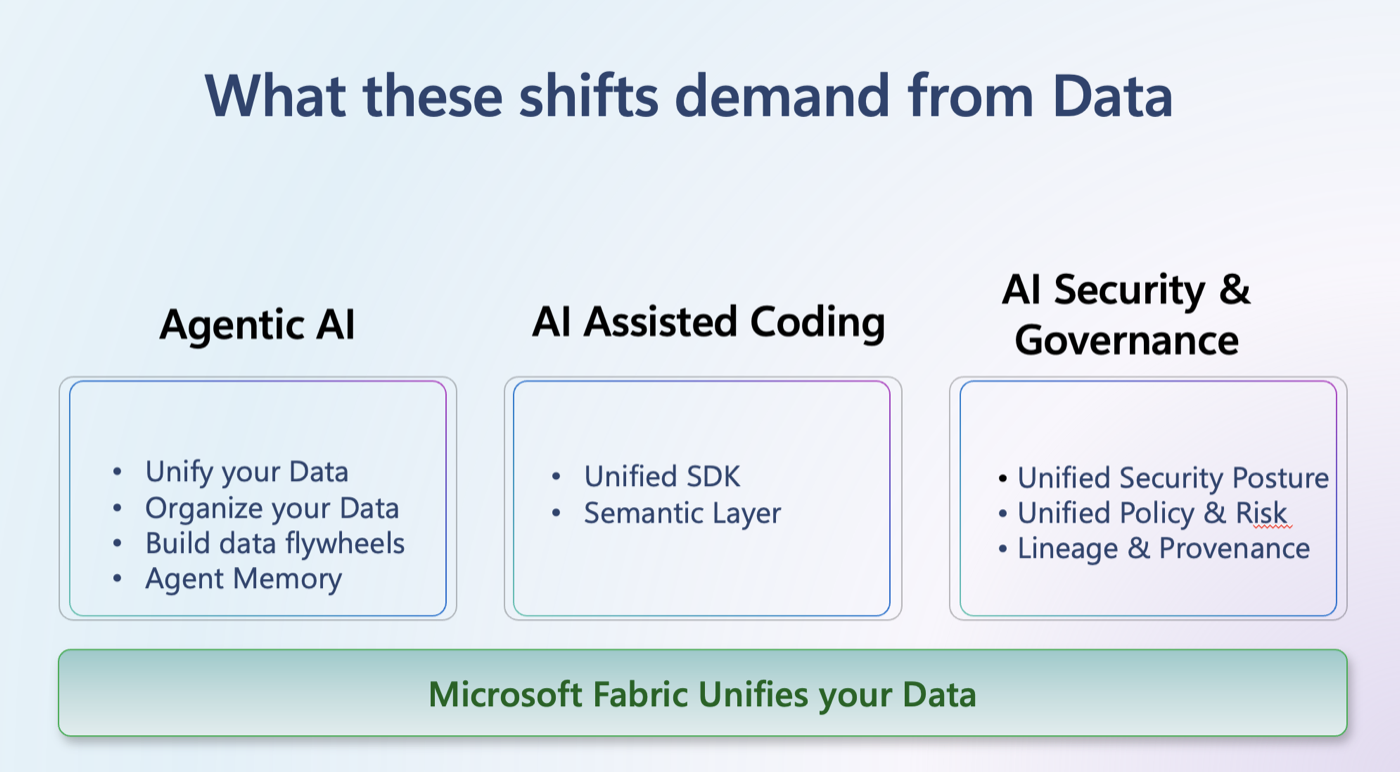 What these shifts demand from Data
Agentic AI
• Unify your Data
• Organize your Data
• Build data flywheels
• Agent Memory
AI Assisted Coding
• Unified SDK
• Semantic Layer
AI Security &
Governance
• Unified Security Posture
• Unified Policy & Risk
• Lineage & Provenance
Microsoft Fabric Unifies your Data